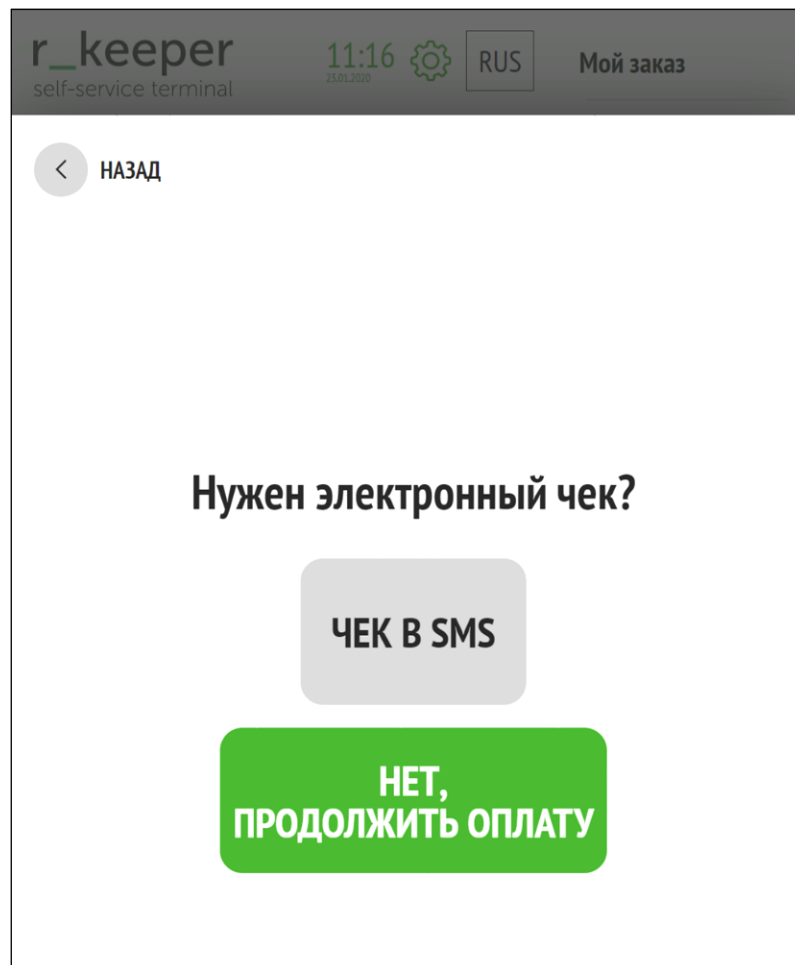 r_keeper
self-service terminal
11:16
23.01.2020
RUS
Мой заказ
НАЗАД
Нужен электронный чек?
ЧЕК В SMS
НЕТ,
ПРОДОЛЖИТЬ ОПЛАТУ